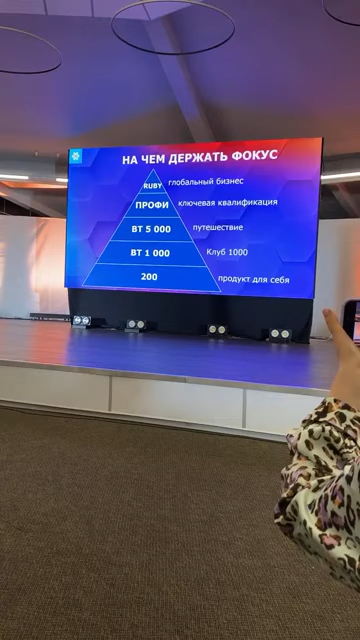 НА ЧЕМ ДЕРЖАТЬ ФОКУС
RUBY глобальный бизнес
ПРОФИ ключевая квалификация
ВТ 5 000 путешествие
ВТ 1 000 Клуб 1000
200 продукт для себя